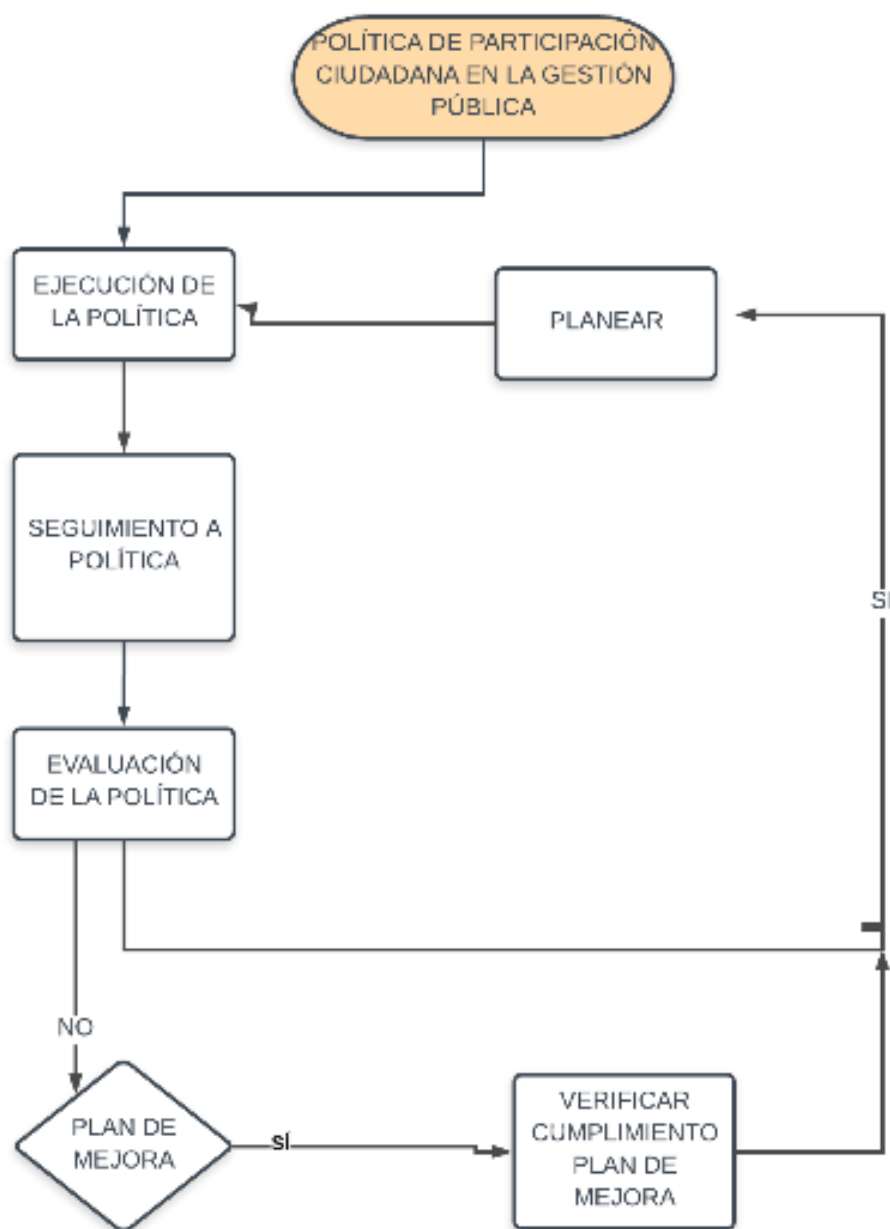 POLÍTICA DE PARTICIPACIÓN
CIUDADANA EN LA GESTIÓN
PÚBLICA
EJECUCIÓN DE
LA POLÍTICA
PLANEAR
SEGUIMIENTO A
POLÍTICA
SI
EVALUACIÓN
DE LA POLÍTICA
NO
PLAN DE
MEJORA
SÍ
VERIFICAR
CUMPLIMIENTO
PLAN DE
MEJORA